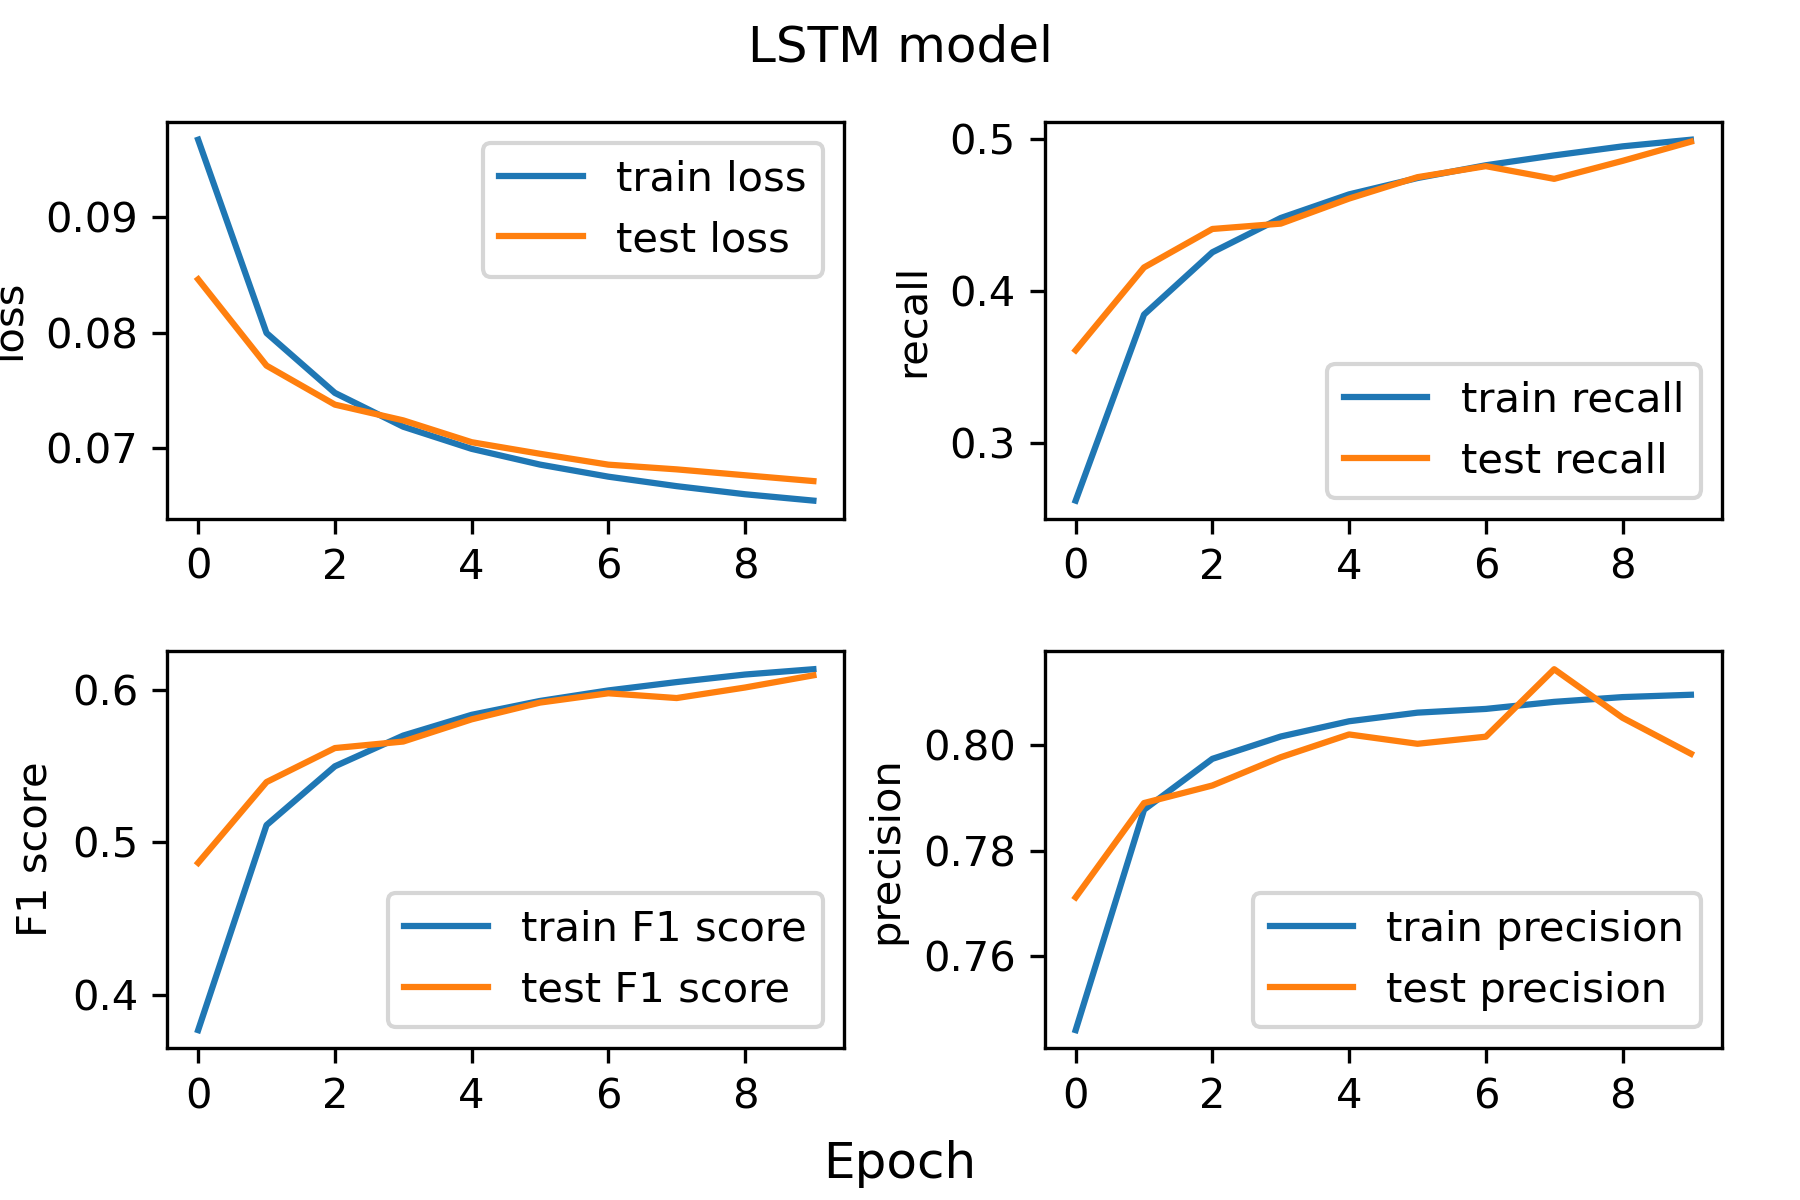 LSTM model
loss
0.09
0.08
0.07
train loss
test loss
0 2 4 6 8
recall
0.5
0.4
0.3
train recall
test recall
0 2 4 6 8
F1 score
0.6
0.5
0.4
train F1 score
test F1 score
0 2 4 6 8
precision
0.80
0.78
0.76
train precision
test precision
0 2 4 6 8
Epoch